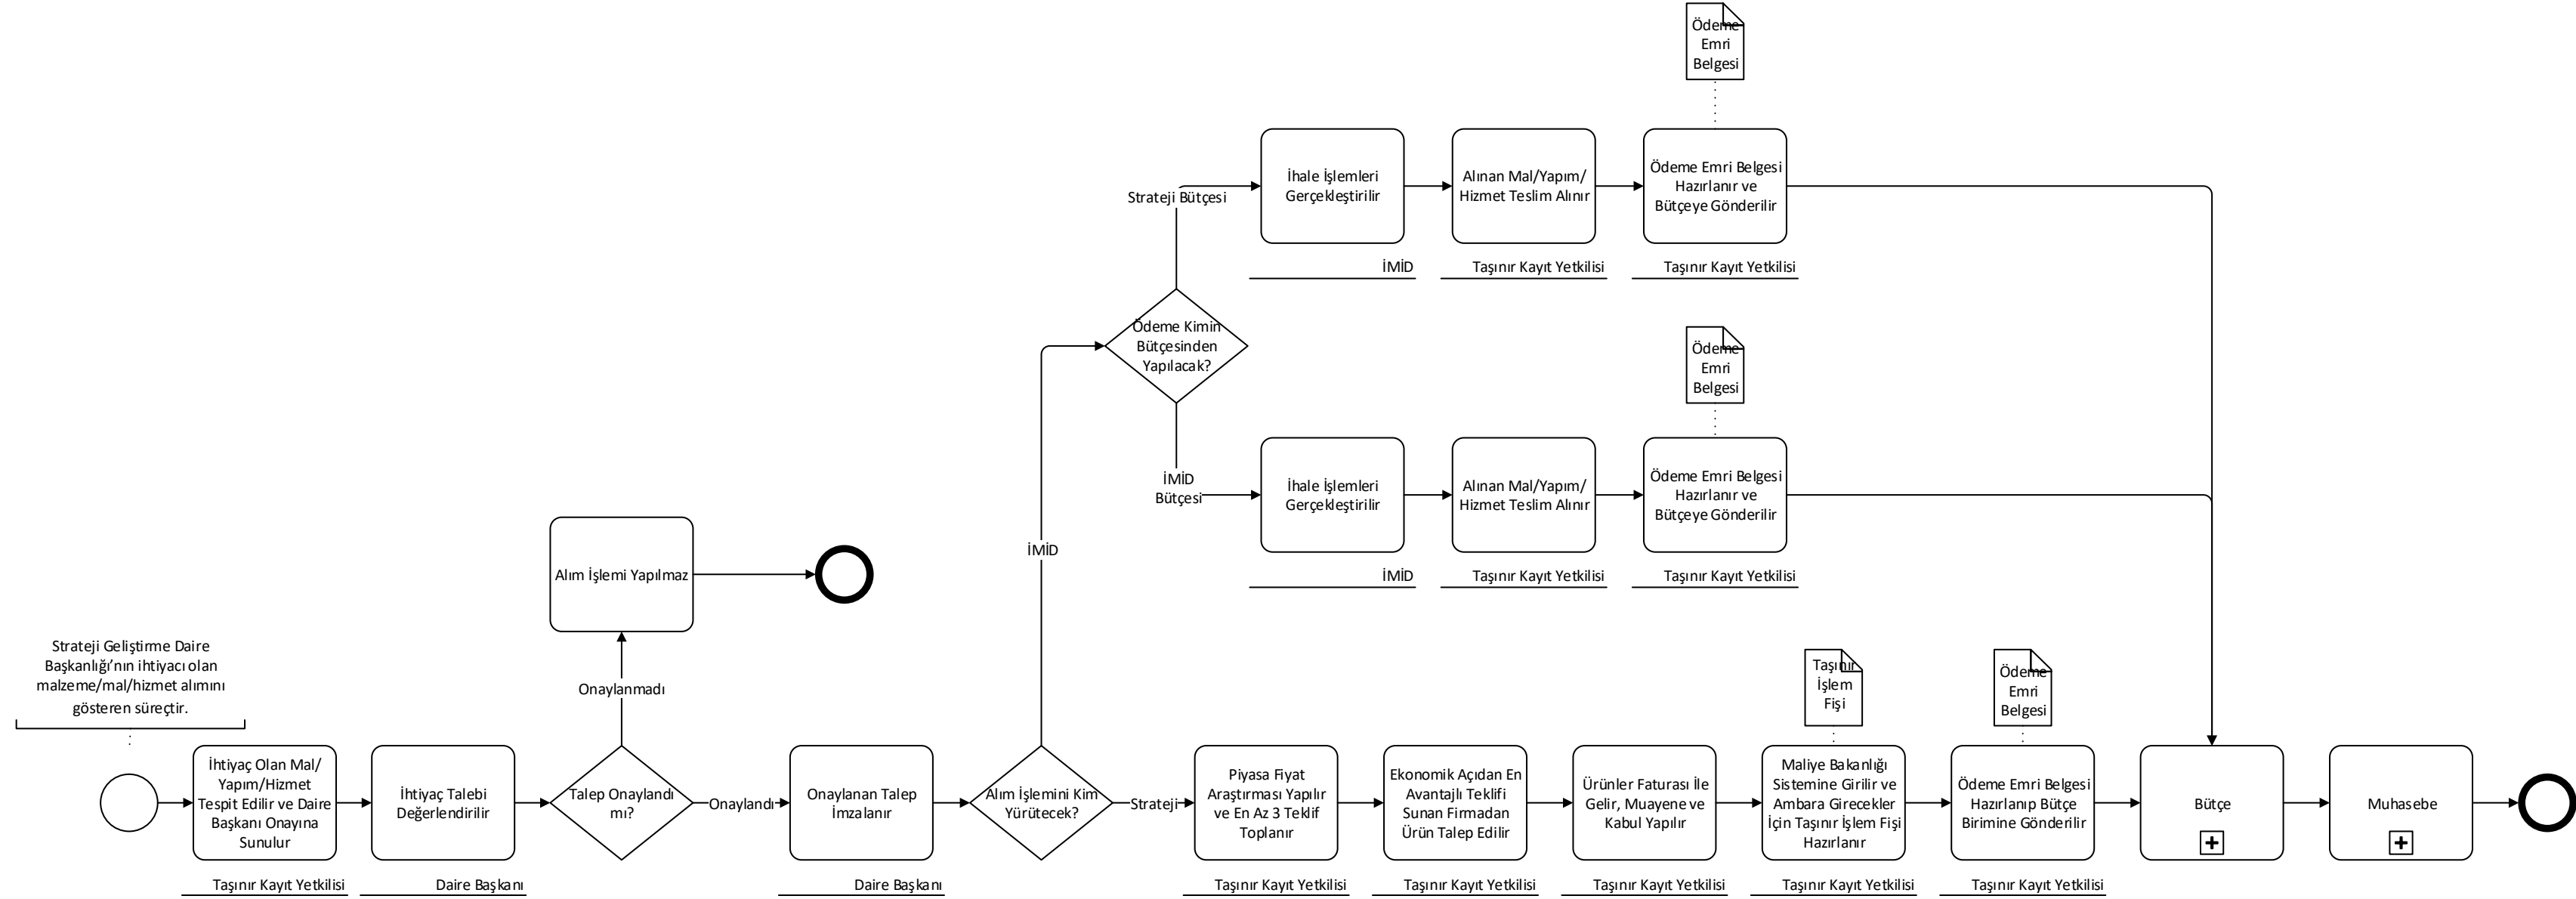 Ödeme
Emri
Belgesi
İhale İşlemleri
Gerçekleştirilir
Alınan Mal/Yapım/
Hizmet Teslim Alınır
Ödeme Emri Belgesi
Hazırlanır ve
Bütçeye Gönderilir
Strateji Bütçesi
İMİD
Taşınır Kayıt Yetkilisi
Taşınır Kayıt Yetkilisi
Ödeme Kimin
Bütçesinden
Yapılacak?
Ödeme
Emri
Belgesi
İMİD
Bütçesi
İhale İşlemleri
Gerçekleştirilir
Alınan Mal/Yapım/
Hizmet Teslim Alınır
Ödeme Emri Belgesi
Hazırlanır ve
Bütçeye Gönderilir
İMİD
Taşınır Kayıt Yetkilisi
Taşınır Kayıt Yetkilisi
İMİD
Alım İşlemi Yapılmaz
Onaylanmadı
Strateji Geliştirme Daire
Başkanlığı’nın ihtiyacı olan
malzeme/mal/hizmet alımını
gösteren süreçtir.
Taşınır
İşlem
Fişi
Ödeme
Emri
Belgesi
İhtiyaç Olan Mal/
Yapım/Hizmet
Tespit Edilir ve Daire
Başkanı Onayına
Sunulur
İhtiyaç Talebi
Değerlendirilir
Talep Onaylandı
mı?
Onaylandı
Onaylanan Talep
İmzalanır
Alım İşlemini Kim
Yürütecek?
Strateji
Piyasa Fiyat
Araştırması Yapılır
ve En Az 3 Teklif
Toplanır
Ekonomik Açıdan En
Avantajlı Teklifi
Sunan Firmadan
Ürün Talep Edilir
Ürünler Faturası İle
Gelir, Muayene ve
Kabul Yapılır
Maliye Bakanlığı
Sistemine Girilir ve
Ambara Girecekler
İçin Taşınır İşlem Fişi
Hazırlanır
Ödeme Emri Belgesi
Hazırlanıp Bütçe
Birimine Gönderilir
Bütçe
Muhasebe
Taşınır Kayıt Yetkilisi
Daire Başkanı
Daire Başkanı
Taşınır Kayıt Yetkilisi
Taşınır Kayıt Yetkilisi
Taşınır Kayıt Yetkilisi
Taşınır Kayıt Yetkilisi
Taşınır Kayıt Yetkilisi